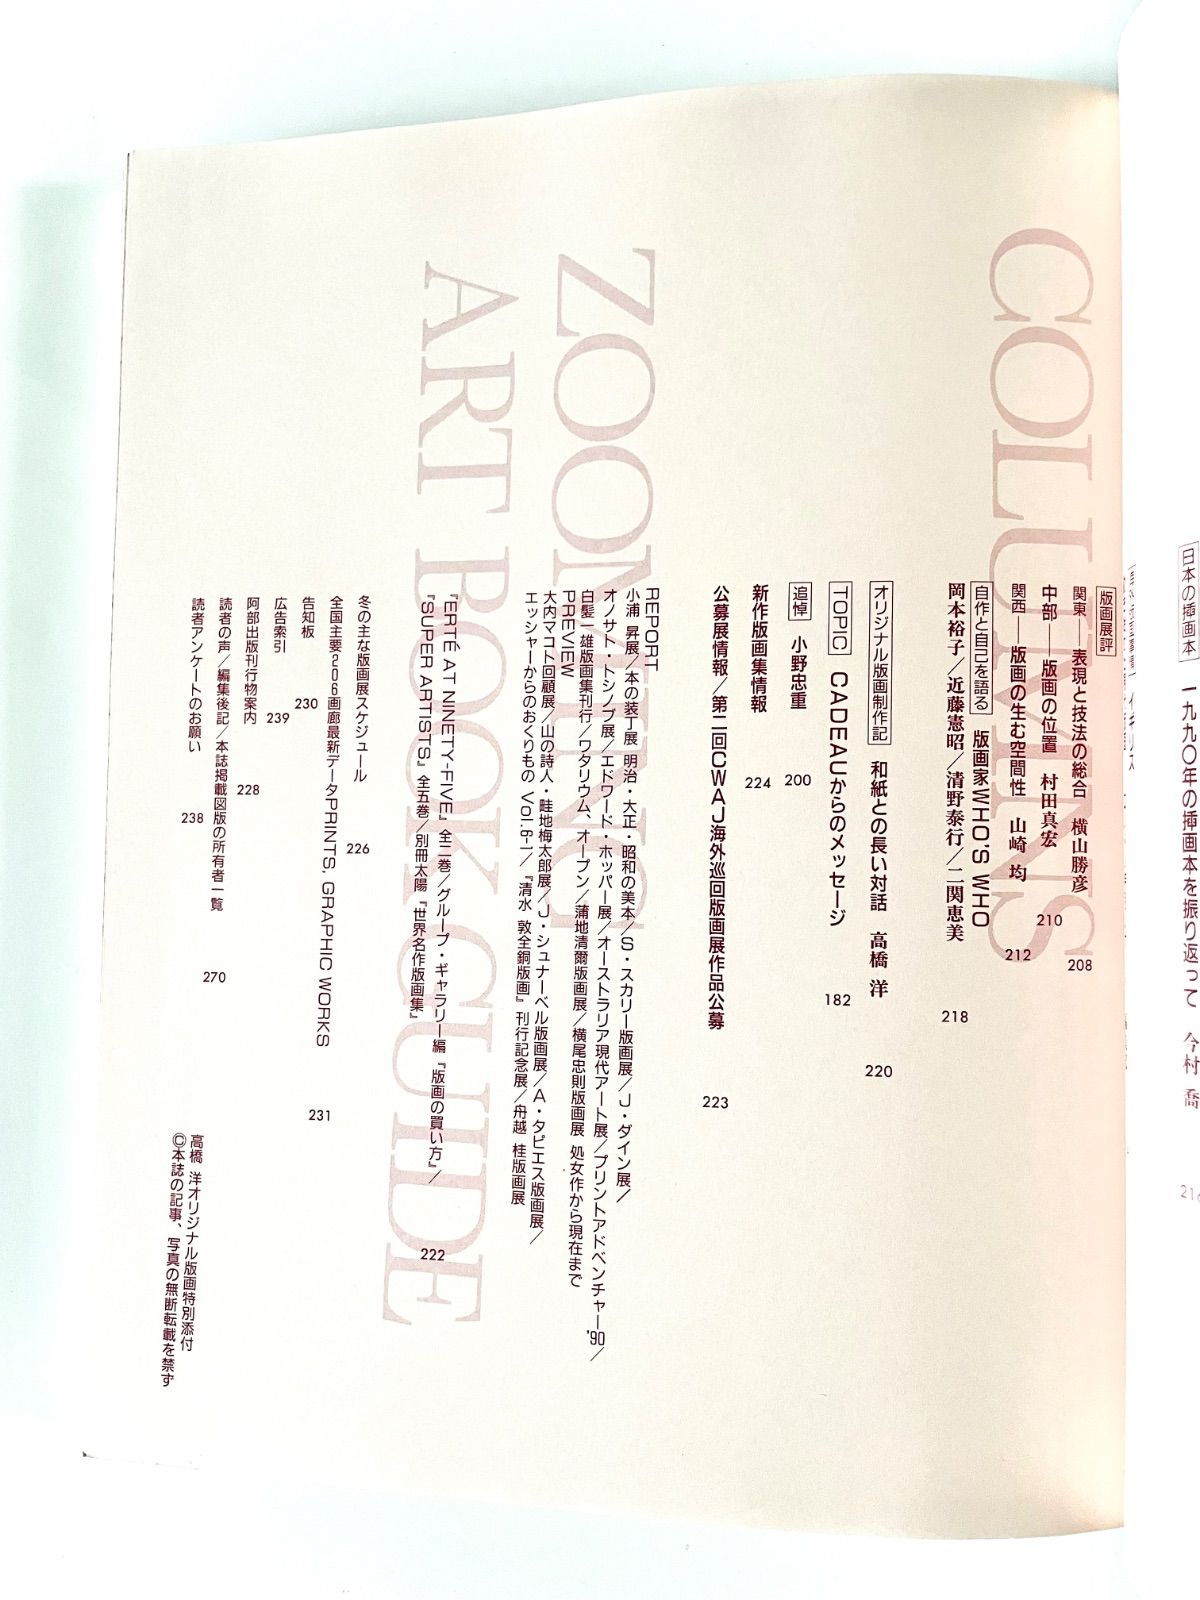 日本の挿画本 一九九〇年の挿画本を振り返って 今村 喬
COLUMNS
版画展評
関東――表現と技法の総合 横山勝彦 208
中部――版画の位置 村田真宏 210
関西――版画の生む空間性 山崎 均 212
自作と自己を語る 版画家WHO'S WHO
岡本裕子／近藤憲昭／清野泰行／二関恵美 218
オリジナル版画制作記 和紙との長い対話 高橋 洋 220
TOPIC CADEAUからのメッセージ 182
追悼 小野忠重 200
新作版画集情報 224
公募展情報／第二回CWAJ海外巡回版画展作品公募 223
ZOOMING
REPORT
小浦 昇展／本の装丁展 明治・大正・昭和の美本／S・スカリー版画展／J・ダイン展／
オノサト・トシノブ展／エドワード・ホッパー展／オーストラリア現代アート展／プリントアドベンチャー'90／
白髪一雄版画集刊行／ワタリウム、オープン／蒲地清爾版画展／横尾忠則版画展 処女作から現在まで
PREVIEW
大内マコト回顧展／山の詩人・畦地梅太郎展／J・シュナーベル版画展／A・タピエス版画展／
エッシャーからのおくりもの Vol.6-1／『清水 敦全銅版画』刊行記念展／舟越 桂版画展
ART BOOK GUIDE
『ERTÉ AT NINETY-FIVE』全二巻／グループ・ギャラリー編『版画の買い方』／
『SUPER ARTISTS』全五巻／別冊太陽『世界名作版画集』 222
冬の主な版画展スケジュール 226
全国主要206画廊最新データPRINTS, GRAPHIC WORKS 231
告知板 230
広告索引 239
阿部出版刊行物案内 228
読者の声／編集後記／本誌掲載図版の所有者一覧 270
読者アンケートのお願い 238
高橋 洋オリジナル版画特別添付
©本誌の記事、写真の無断転載を禁ず